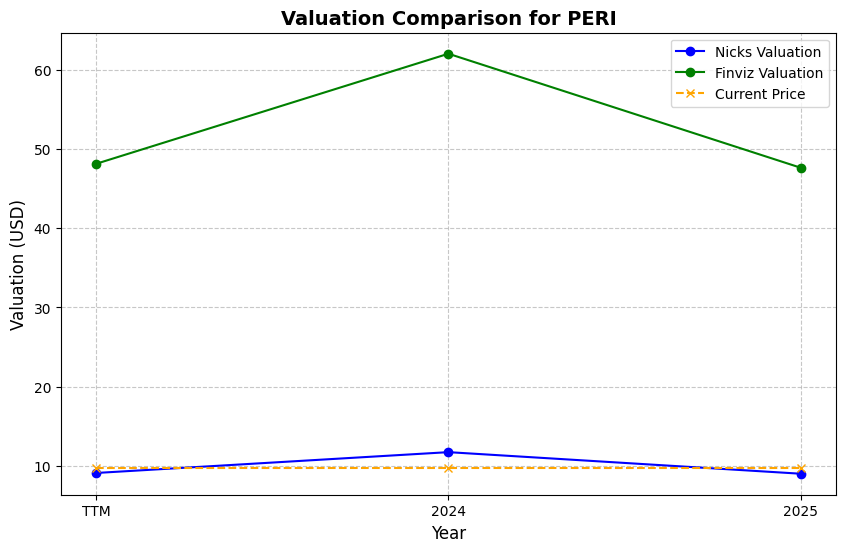 Valuation Comparison for PERI
Nicks Valuation
Finviz Valuation
Current Price
Valuation (USD)
60
50
40
30
20
10
TTM
2024
2025
Year